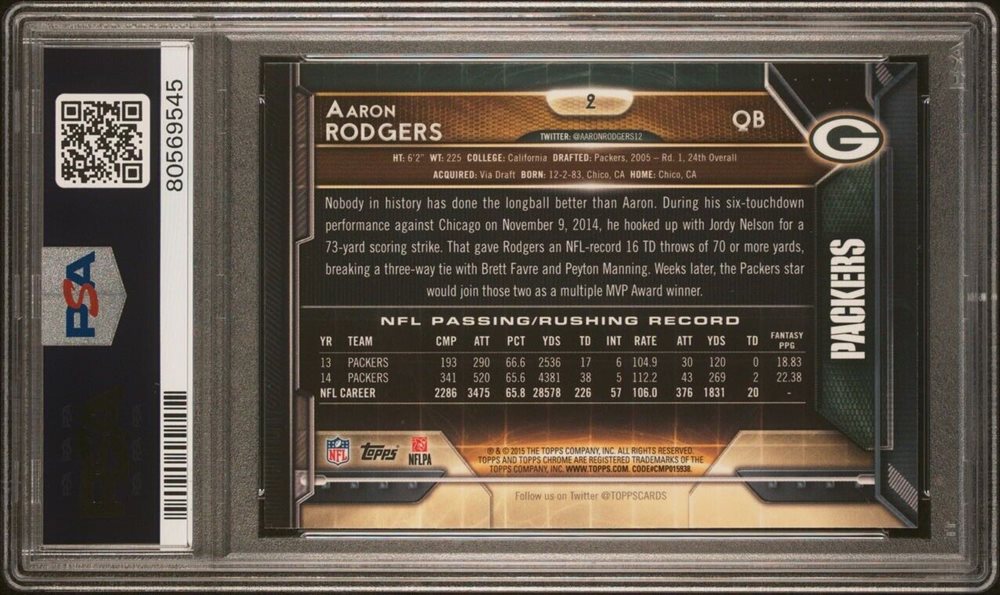 80569545
PSA
AARON
RODGERS
2
TWITTER: @AARONRODGERS12
QB
G
PACKERS
HT: 6'2" WT: 225 COLLEGE: California DRAFTED: Packers, 2005 – Rd. 1, 24th Overall
ACQUIRED: Via Draft BORN: 12-2-83, Chico, CA HOME: Chico, CA
Nobody in history has done the longball better than Aaron. During his six-touchdown
performance against Chicago on November 9, 2014, he hooked up with Jordy Nelson for a
73-yard scoring strike. That gave Rodgers an NFL-record 16 TD throws of 70 or more yards,
breaking a three-way tie with Brett Favre and Peyton Manning. Weeks later, the Packers star
would join those two as a multiple MVP Award winner.
NFL PASSING/RUSHING RECORD
YR TEAM CMP ATT PCT YDS TD INT RATE ATT YDS TD FANTASY PPG
13 PACKERS 193 290 66.6 2536 17 6 104.9 30 120 0 18.83
14 PACKERS 341 520 65.6 4381 38 5 112.2 43 269 2 22.38
NFL CAREER 2286 3475 65.8 28578 226 57 106.0 376 1831 20 -
NFL Topps NFLPA
® & © 2015 THE TOPPS COMPANY, INC. ALL RIGHTS RESERVED.
TOPPS AND TOPPS CHROME ARE REGISTERED TRADEMARKS OF THE
TOPPS COMPANY, INC. WWW.TOPPS.COM. CODE#CMP015938.
Follow us on Twitter @TOPPSCARDS